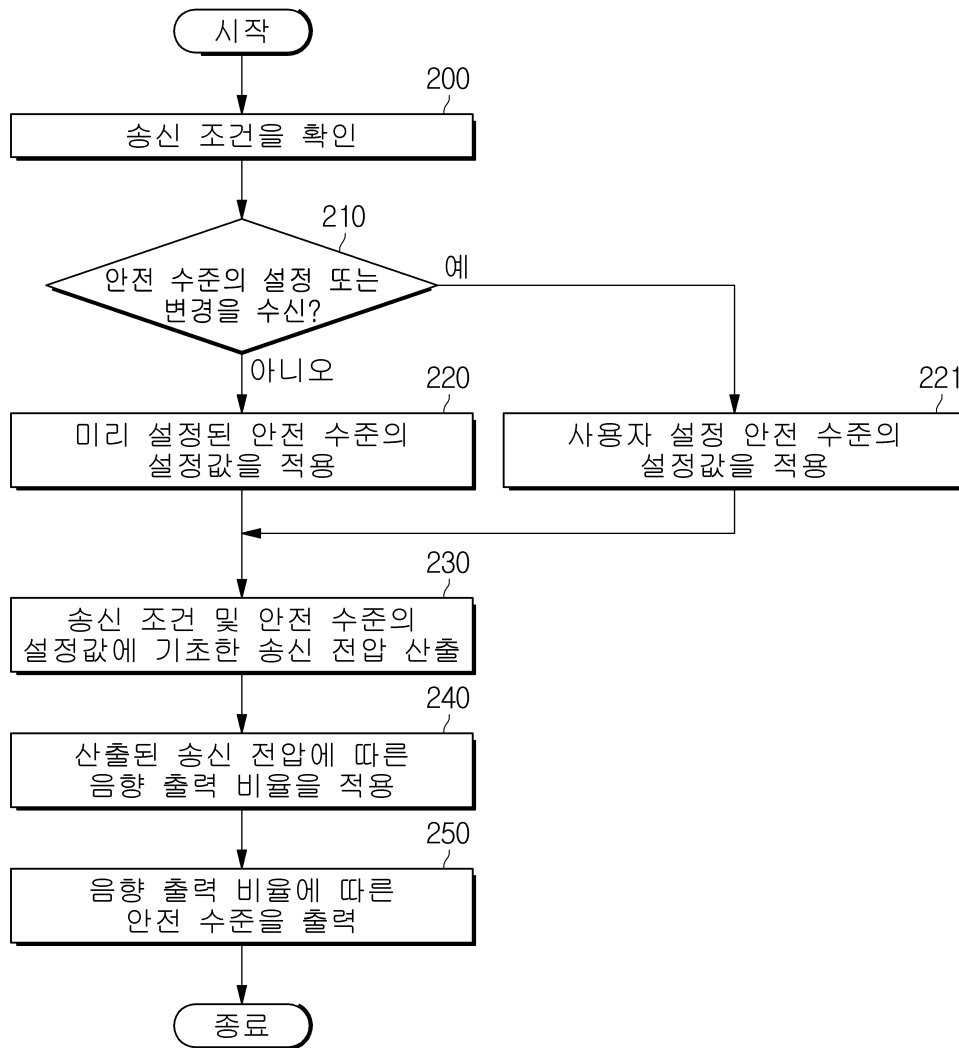 시작
200
송신 조건을 확인
210
안전 수준의 설정 또는
변경을 수신?
예
아니오
220
미리 설정된 안전 수준의
설정값을 적용
221
사용자 설정 안전 수준의
설정값을 적용
230
송신 조건 및 안전 수준의
설정값에 기초한 송신 전압 산출
240
산출된 송신 전압에 따른
음향 출력 비율을 적용
250
음향 출력 비율에 따른
안전 수준을 출력
종료